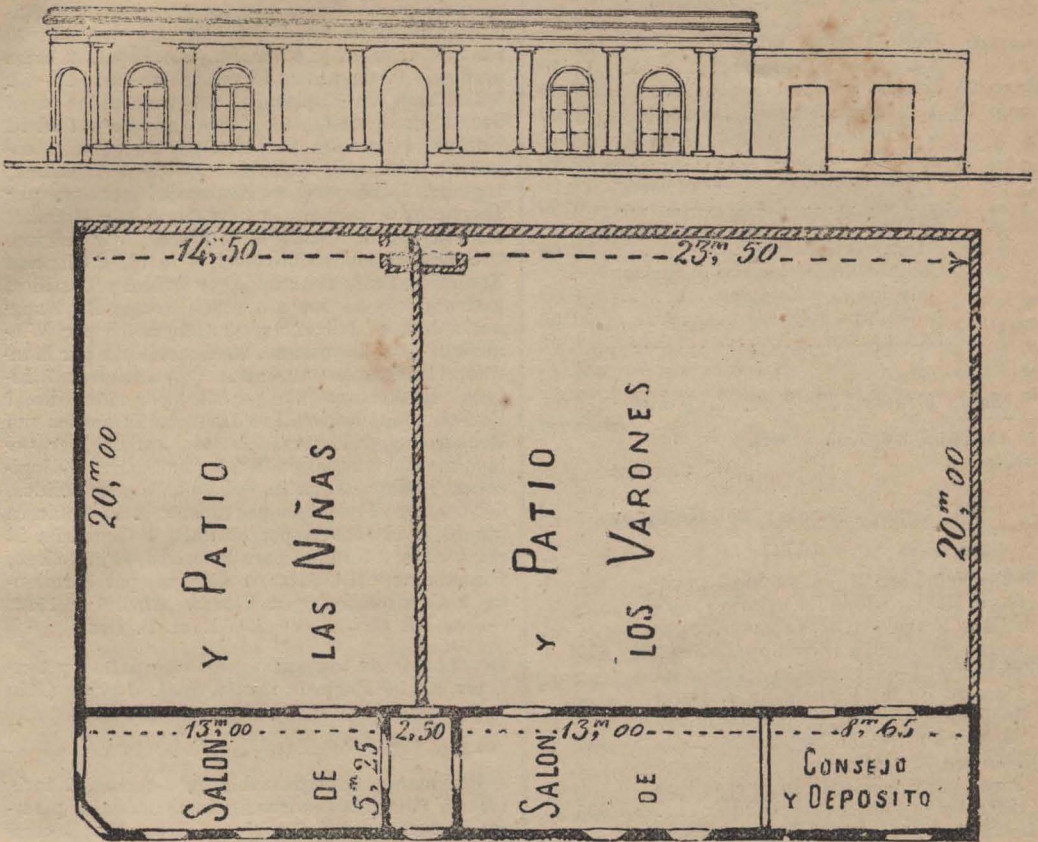 14,50
23,m 50
20,m 00
Y PATIO
LAS NIÑAS
Y PATIO
LOS VARONES
20,m 00
13,m 00
2,50
13,m 00
8,m 65
SALON
DE
5,m 25
SALON
DE
CONSEJO
Y DEPOSITO